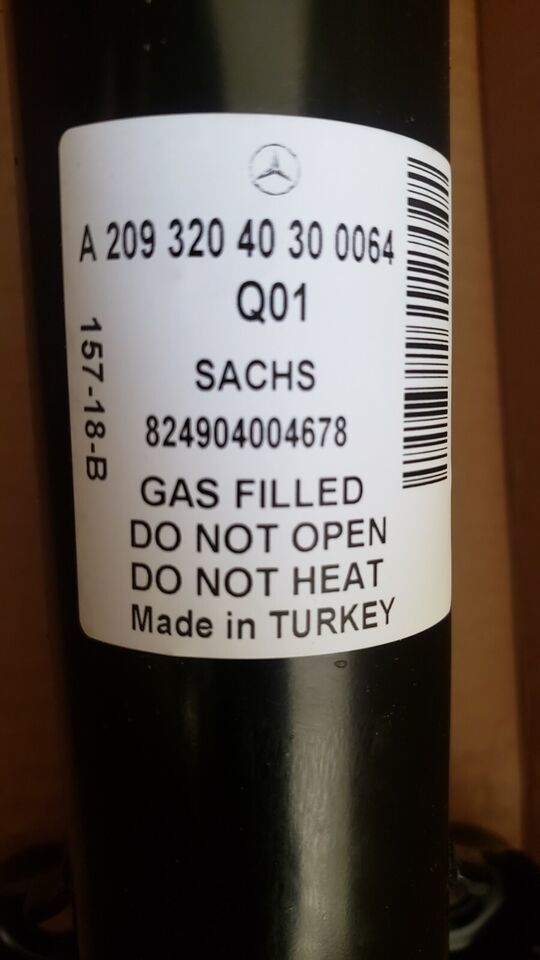 A 209 320 40 30 0064
Q01
SACHS
824904004678
GAS FILLED
DO NOT OPEN
DO NOT HEAT
Made in TURKEY
157-18-B